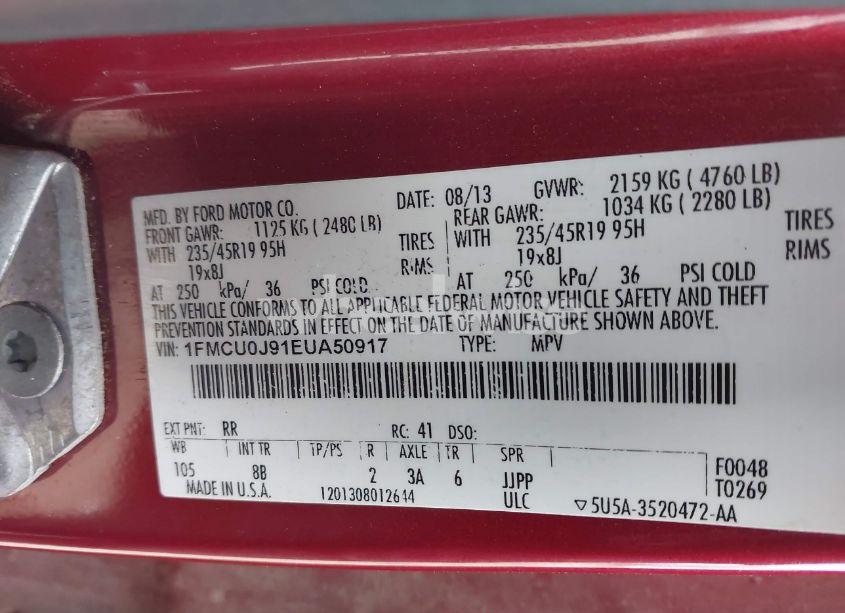 MFD. BY FORD MOTOR CO. DATE: 08/13 GVWR: 2159 KG ( 4760 LB)
FRONT GAWR: 1125 KG ( 2480 LB) REAR GAWR: 1034 KG ( 2280 LB)
WITH 235/45R19 95H TIRES WITH 235/45R19 95H TIRES
19x8J RIMS 19x8J RIMS
AT 250 kPa/ 36 PSI COLD AT 250 kPa/ 36 PSI COLD
THIS VEHICLE CONFORMS TO ALL APPLICABLE FEDERAL MOTOR VEHICLE SAFETY AND THEFT
PREVENTION STANDARDS IN EFFECT ON THE DATE OF MANUFACTURE SHOWN ABOVE.
VIN: 1FMCU0J91EUA50917 TYPE: MPV
EXT PNT: RR RC: 41 DSO:
WB INT TR TP/PS R AXLE TR SPR
105 8B 2 3A 6 JJPP F0048
MADE IN U.S.A. 1201308012644 ULC T0269
▽5U5A-3520472-AA